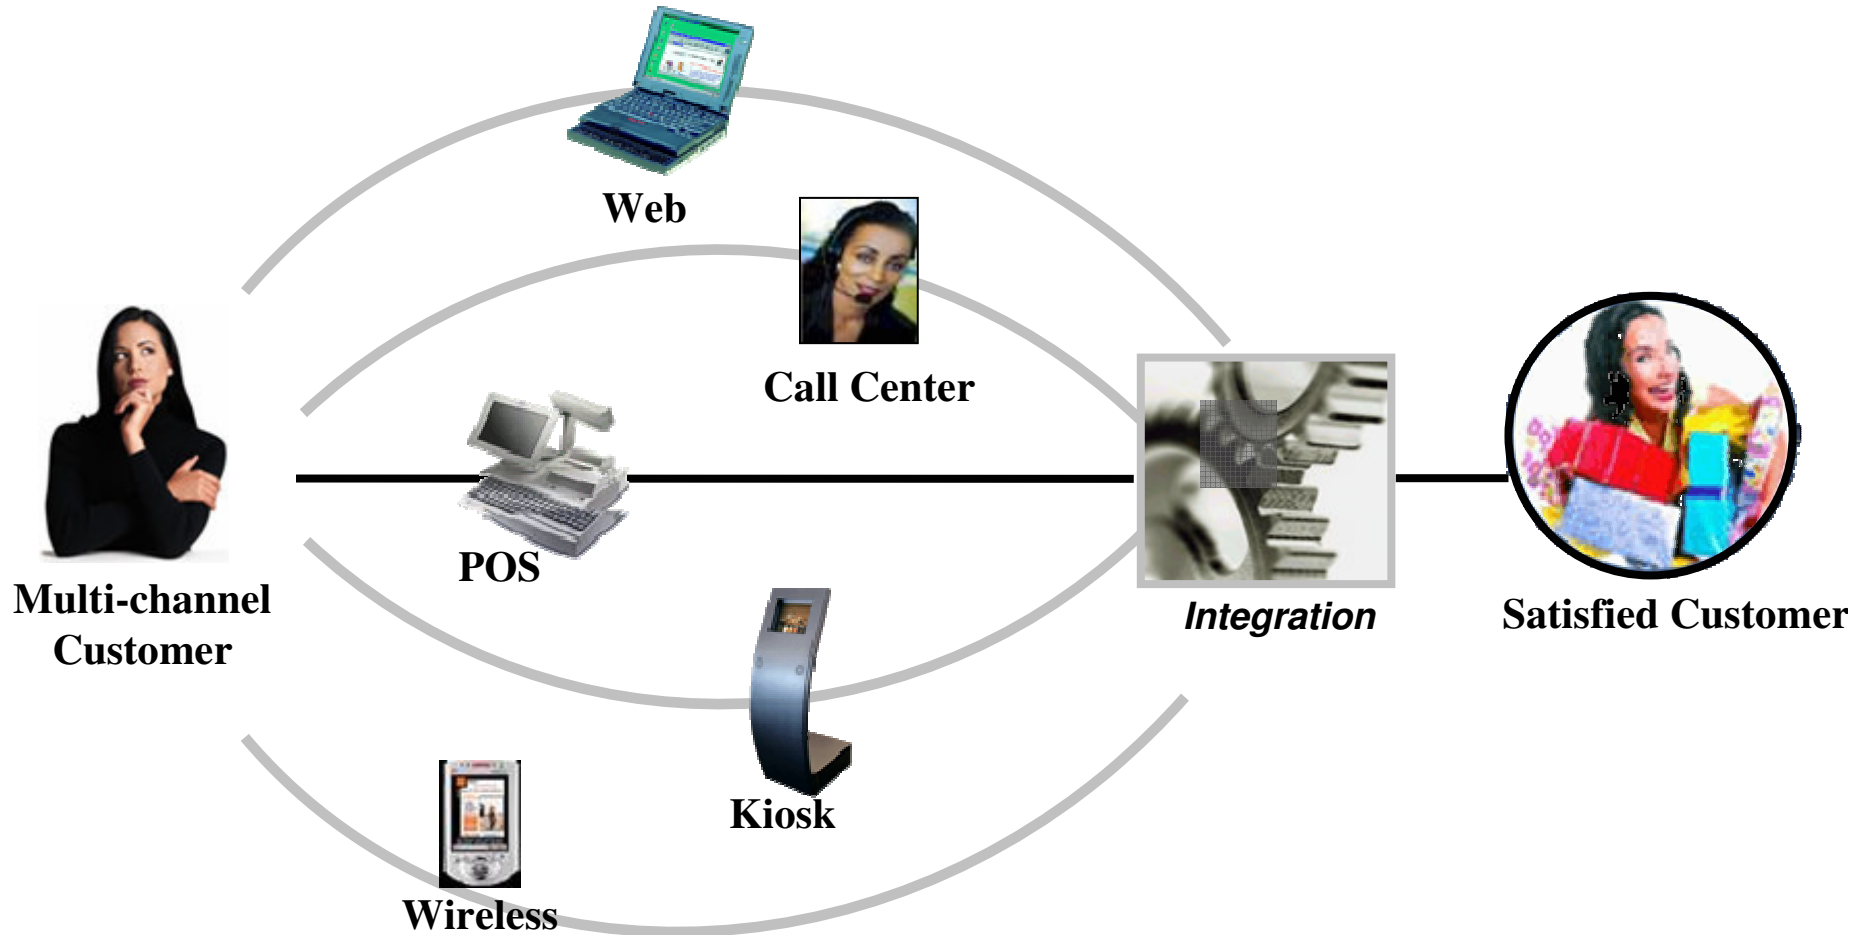 Web
Call Center
POS
Multi-channel
Customer
Integration
Satisfied Customer
Kiosk
Wireless